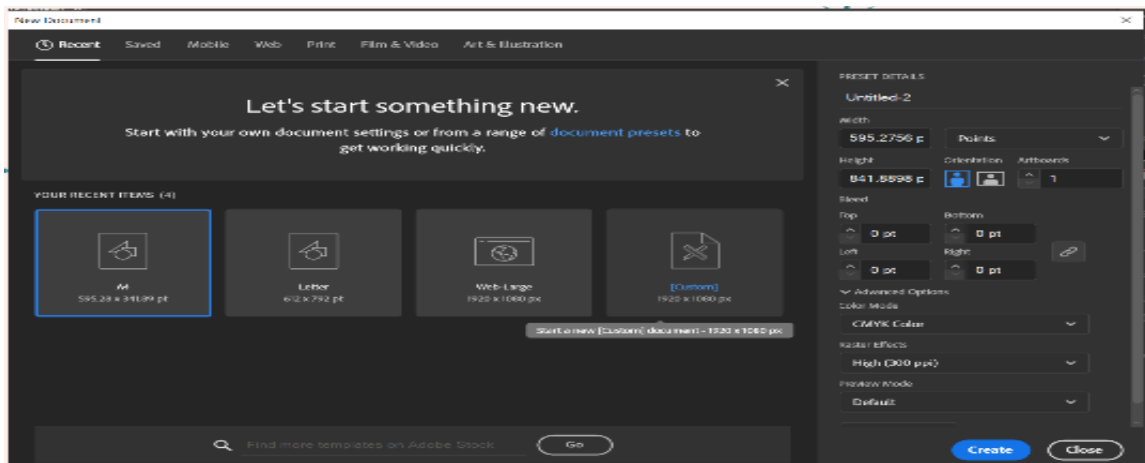 New Document
Recent Saved Mobile Web Print Film & Video Art & Illustration
Let's start something new.
Start with your own document settings or from a range of document presets to
get working quickly.
YOUR RECENT ITEMS (4)
A4
595.28 x 841.89 pt
Letter
612 x 792 pt
Web-Large
1920 x 1080 px
[Custom]
1920 x 1080 px
Start a new [Custom] document - 1920 x 1080 px
Find more templates on Adobe Stock
Go
PRESET DETAILS
Untitled-2
Width
595.2756 p
Points
Height Orientation Artboards
841.8898 p
1
Bleed
Top Bottom
0 pt 0 pt
Left Right
0 pt 0 pt
Advanced Options
Color Mode
CMYK Color
Raster Effects
High (300 ppi)
Preview Mode
Default
Create Close